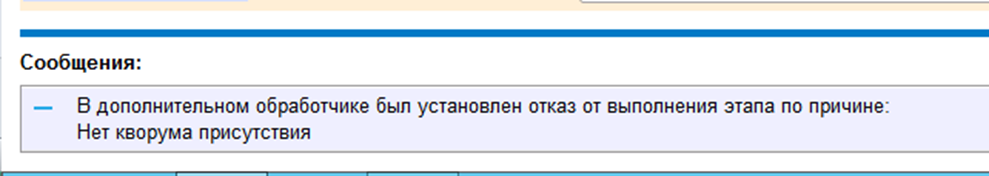 Сообщения:
В дополнительном обработчике был установлен отказ от выполнения этапа по причине:
Нет кворума присутствия